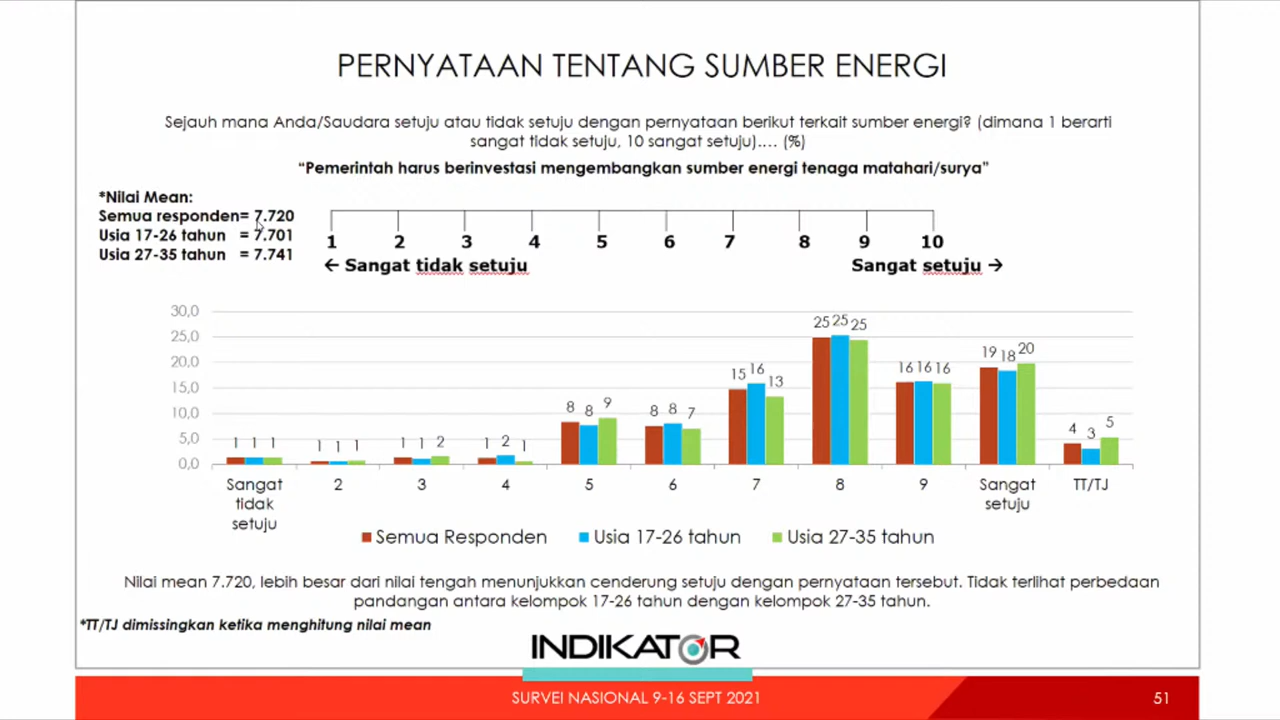 PERNYATAAN TENTANG SUMBER ENERGI
Sejauh mana Anda/Saudara setuju atau tidak setuju dengan pernyataan berikut terkait sumber energi? (dimana 1 berarti
sangat tidak setuju, 10 sangat setuju)…. (%)
“Pemerintah harus berinvestasi mengembangkan sumber energi tenaga matahari/surya”
*Nilai Mean:
Semua responden= 7.720
Usia 17-26 tahun = 7.701
Usia 27-35 tahun = 7.741
1 2 3 4 5 6 7 8 9 10
← Sangat tidak setuju Sangat setuju →
30,0
25,0
20,0
15,0
10,0
5,0
0,0
1 1 1
1 1 1
1 1 2
1 2 1
8 8 9
8 8 7
15 16 13
25 25 25
16 16 16
19 18 20
4 3 5
Sangat tidak setuju 2 3 4 5 6 7 8 9 Sangat setuju TT/TJ
Semua Responden Usia 17-26 tahun Usia 27-35 tahun
Nilai mean 7.720, lebih besar dari nilai tengah menunjukkan cenderung setuju dengan pernyataan tersebut. Tidak terlihat perbedaan
pandangan antara kelompok 17-26 tahun dengan kelompok 27-35 tahun.
*TT/TJ dimissingkan ketika menghitung nilai mean
INDIKATOR
SURVEI NASIONAL 9-16 SEPT 2021
51